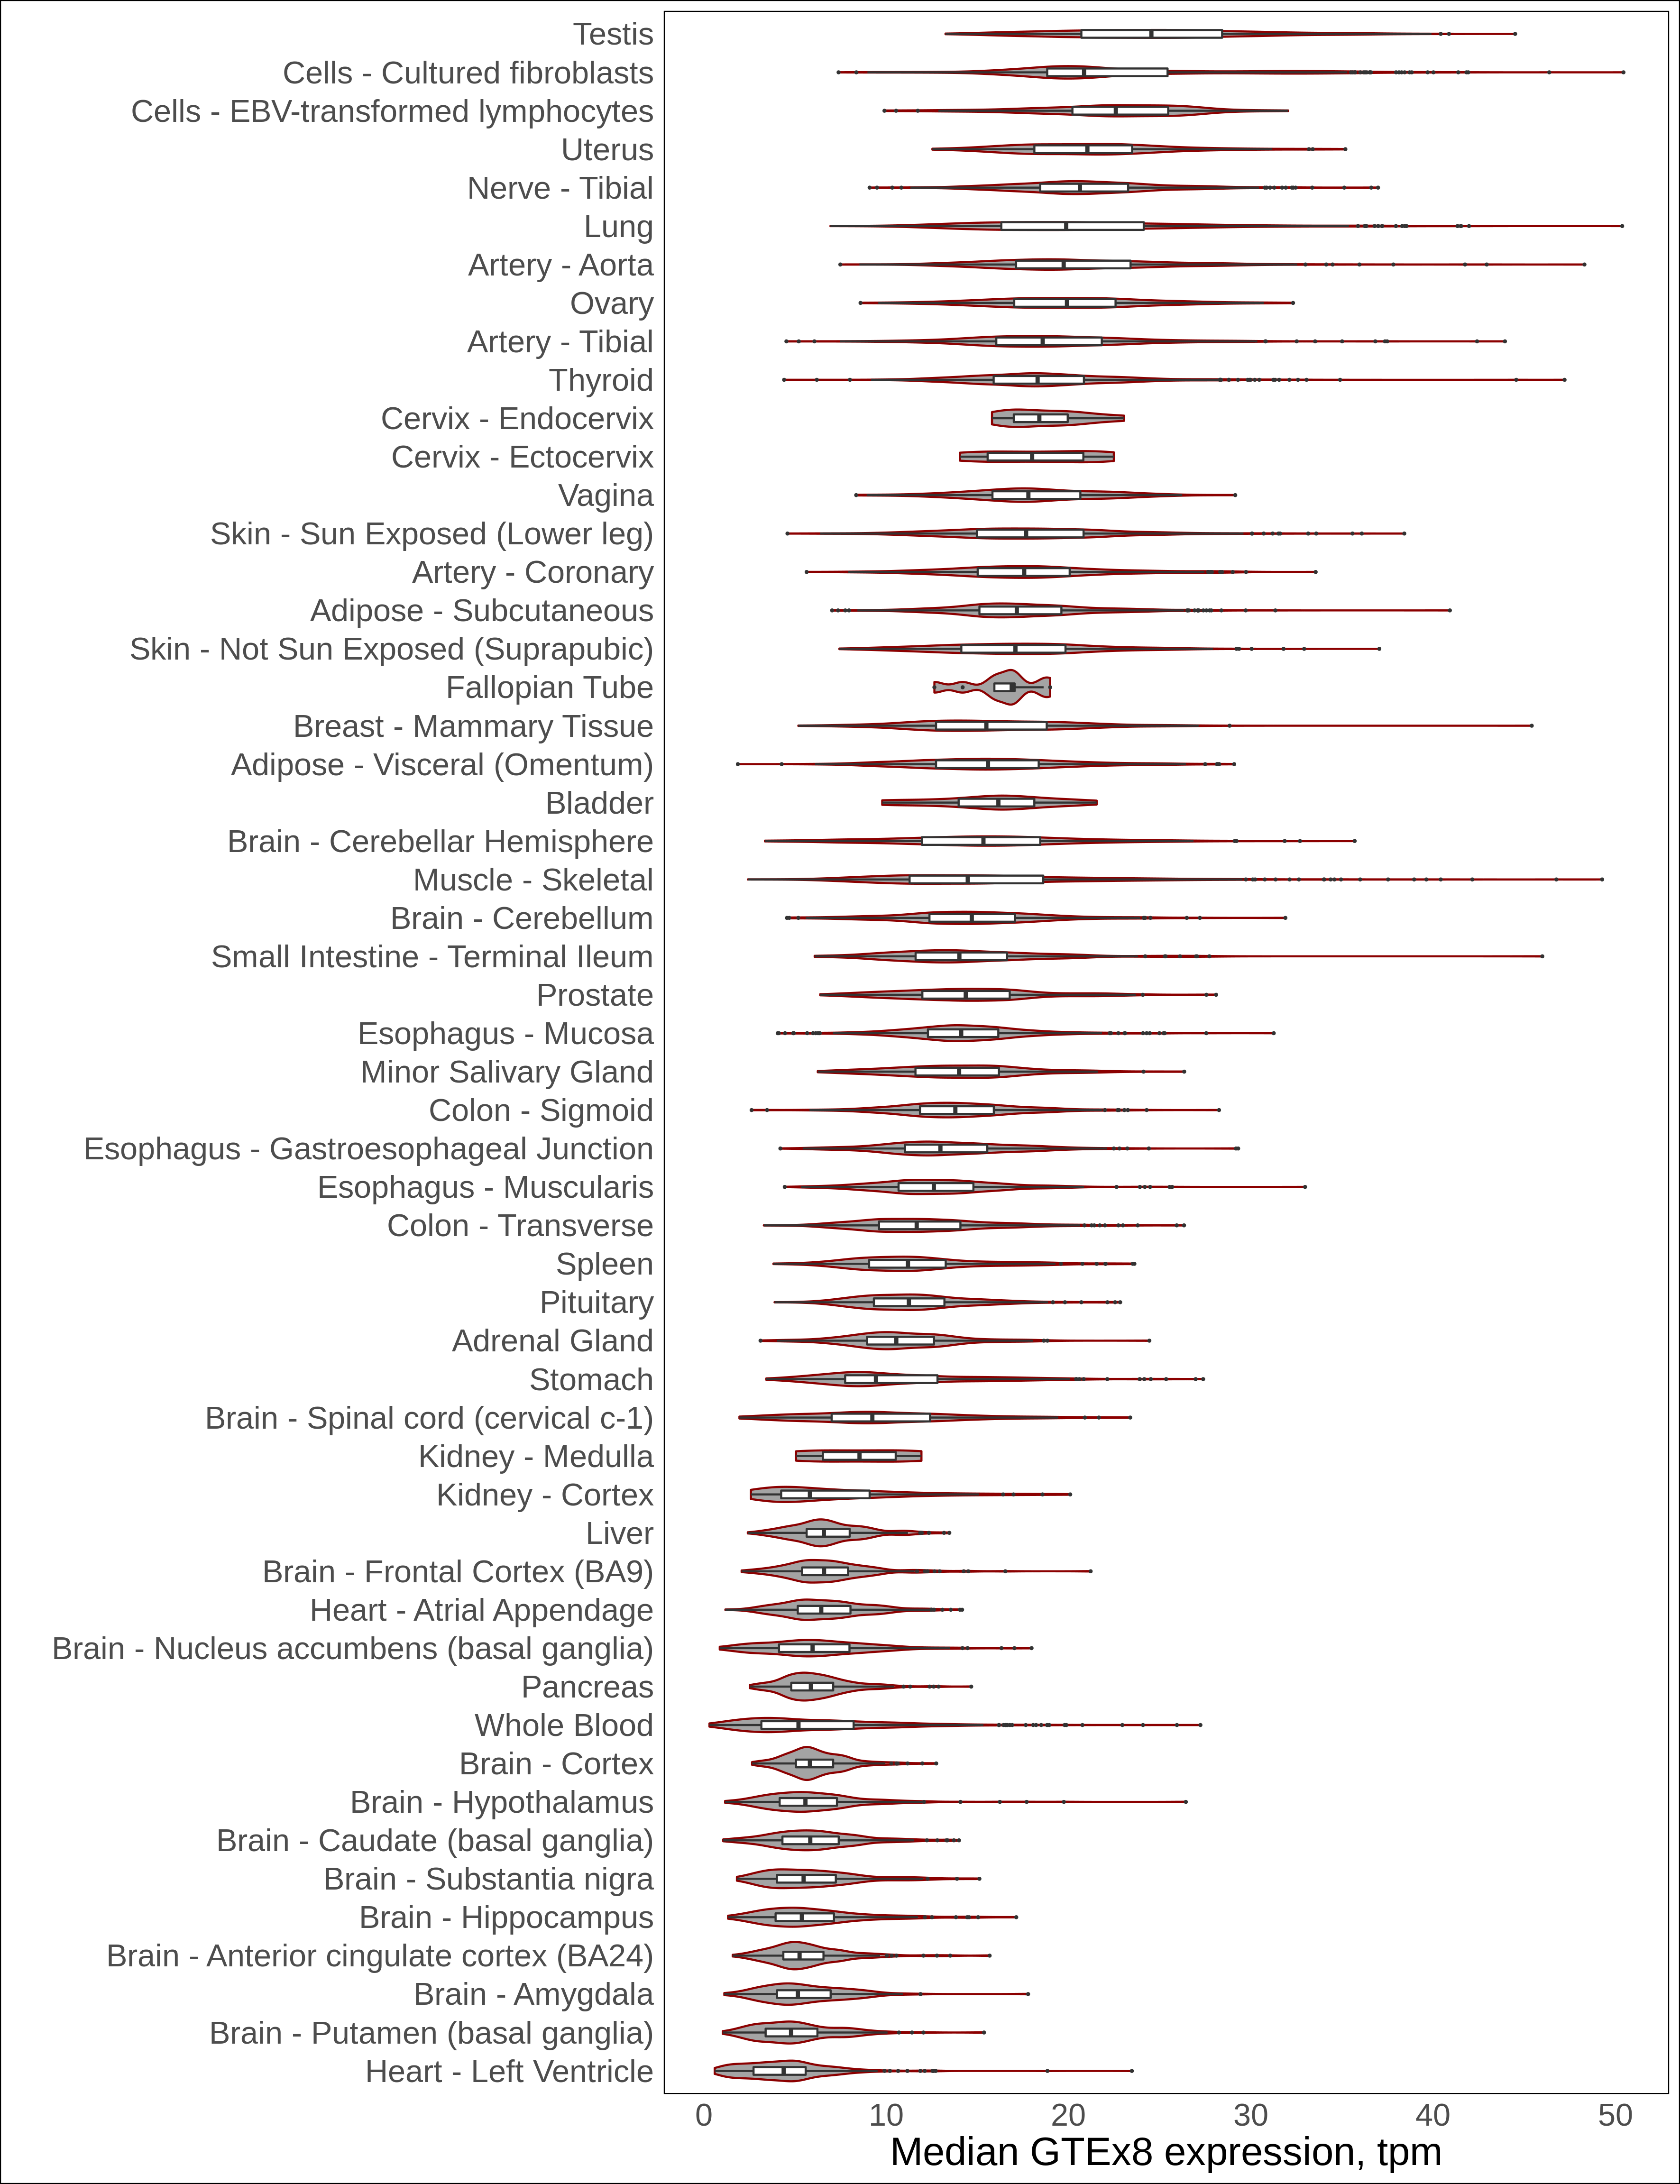 Testis
Cells - Cultured fibroblasts
Cells - EBV-transformed lymphocytes
Uterus
Nerve - Tibial
Lung
Artery - Aorta
Ovary
Artery - Tibial
Thyroid
Cervix - Endocervix
Cervix - Ectocervix
Vagina
Skin - Sun Exposed (Lower leg)
Artery - Coronary
Adipose - Subcutaneous
Skin - Not Sun Exposed (Suprapubic)
Fallopian Tube
Breast - Mammary Tissue
Adipose - Visceral (Omentum)
Bladder
Brain - Cerebellar Hemisphere
Muscle - Skeletal
Brain - Cerebellum
Small Intestine - Terminal Ileum
Prostate
Esophagus - Mucosa
Minor Salivary Gland
Colon - Sigmoid
Esophagus - Gastroesophageal Junction
Esophagus - Muscularis
Colon - Transverse
Spleen
Pituitary
Adrenal Gland
Stomach
Brain - Spinal cord (cervical c-1)
Kidney - Medulla
Kidney - Cortex
Liver
Brain - Frontal Cortex (BA9)
Heart - Atrial Appendage
Brain - Nucleus accumbens (basal ganglia)
Pancreas
Whole Blood
Brain - Cortex
Brain - Hypothalamus
Brain - Caudate (basal ganglia)
Brain - Substantia nigra
Brain - Hippocampus
Brain - Anterior cingulate cortex (BA24)
Brain - Amygdala
Brain - Putamen (basal ganglia)
Heart - Left Ventricle
0 10 20 30 40 50
Median GTEx8 expression, tpm